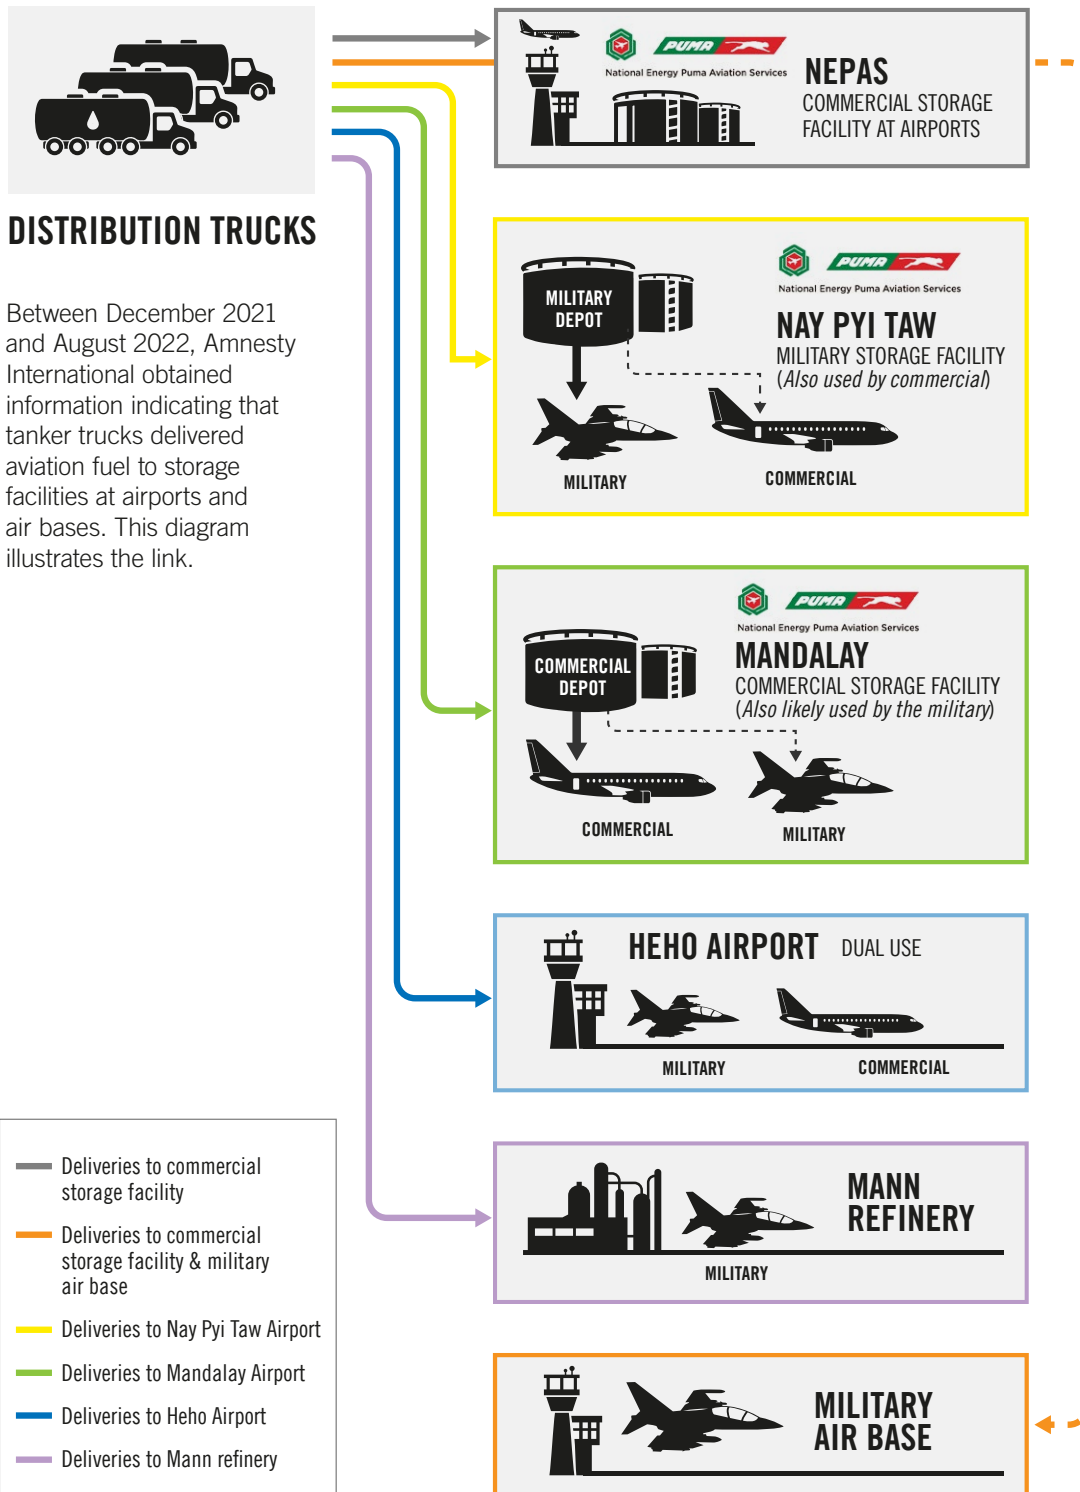 DISTRIBUTION TRUCKS
Between December 2021
and August 2022, Amnesty
International obtained
information indicating that
tanker trucks delivered
aviation fuel to storage
facilities at airports and
air bases. This diagram
illustrates the link.
PUMA
National Energy Puma Aviation Services
NEPAS
COMMERCIAL STORAGE
FACILITY AT AIRPORTS
MILITARY
DEPOT
PUMA
National Energy Puma Aviation Services
NAY PYI TAW
MILITARY STORAGE FACILITY
(Also used by commercial)
MILITARY
COMMERCIAL
COMMERCIAL
DEPOT
PUMA
National Energy Puma Aviation Services
MANDALAY
COMMERCIAL STORAGE FACILITY
(Also likely used by the military)
COMMERCIAL
MILITARY
HEHO AIRPORT DUAL USE
MILITARY
COMMERCIAL
MANN
REFINERY
MILITARY
MILITARY
AIR BASE
Deliveries to commercial
storage facility
Deliveries to commercial
storage facility & military
air base
Deliveries to Nay Pyi Taw Airport
Deliveries to Mandalay Airport
Deliveries to Heho Airport
Deliveries to Mann refinery